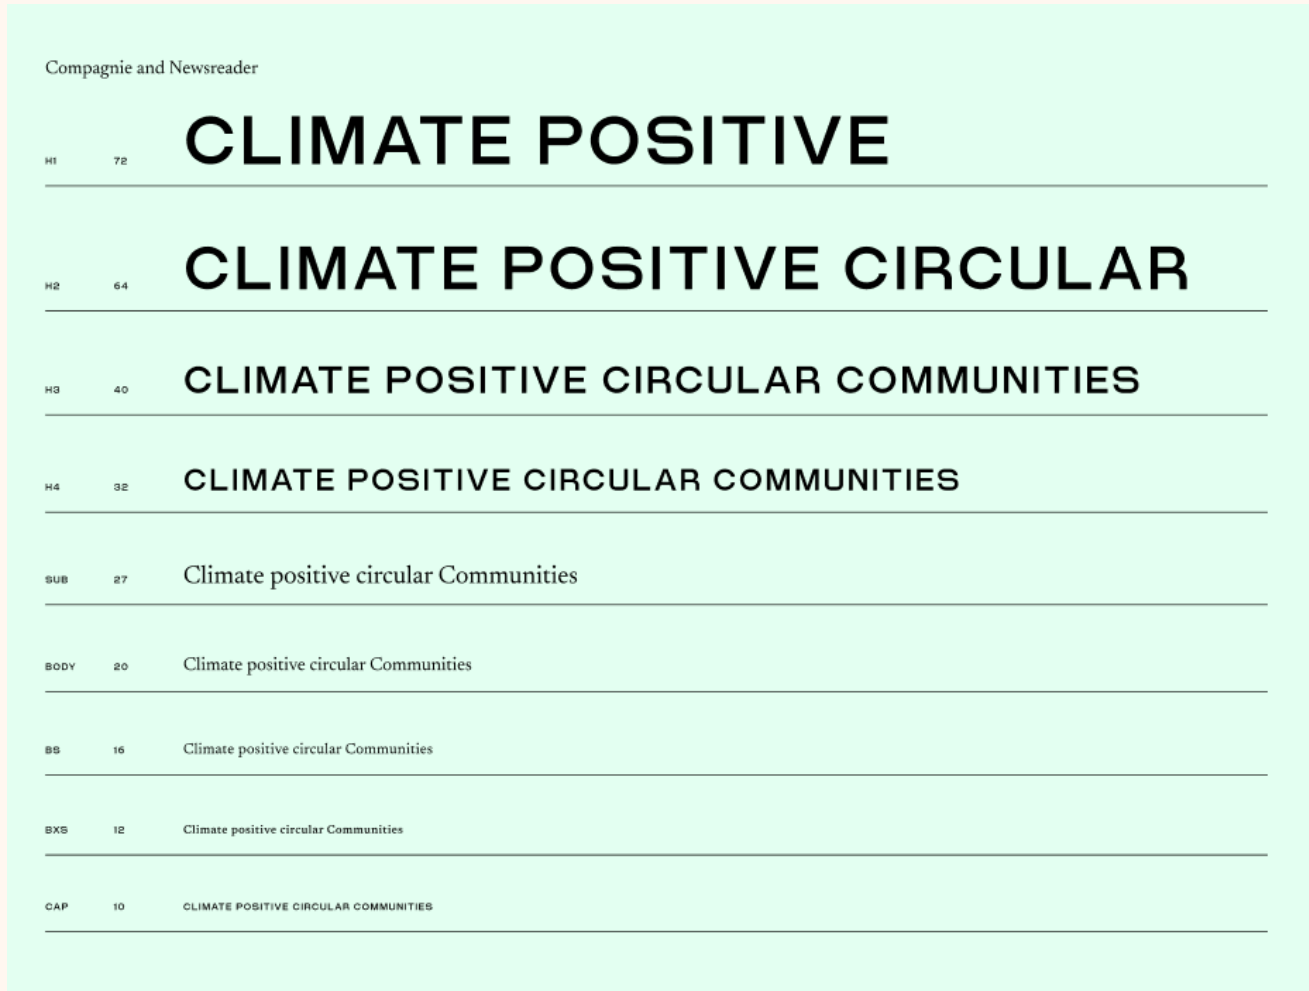 Compagnie and Newsreader
H1 72 CLIMATE POSITIVE
H2 64 CLIMATE POSITIVE CIRCULAR
H3 40 CLIMATE POSITIVE CIRCULAR COMMUNITIES
H4 32 CLIMATE POSITIVE CIRCULAR COMMUNITIES
SUB 27 Climate positive circular Communities
BODY 20 Climate positive circular Communities
BS 16 Climate positive circular Communities
BXS 12 Climate positive circular Communities
CAP 10 CLIMATE POSITIVE CIRCULAR COMMUNITIES